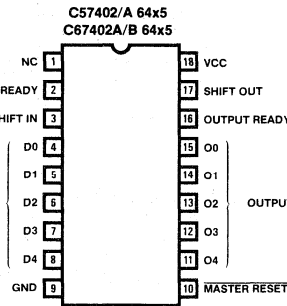 C57402/A 64x5
C67402A/B 64x5
NC 1 18 VCC
READY 2 17 SHIFT OUT
HIFT IN 3 16 OUTPUT READY
D0 4 15 O0
D1 5 14 O1
D2 6 13 O2 OUTPU
D3 7 12 O3
D4 8 11 O4
GND 9 10 MASTER RESET